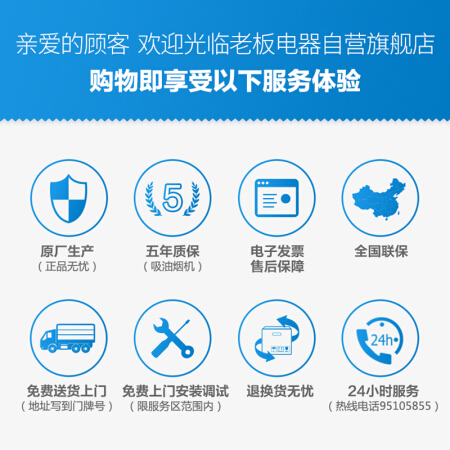 亲爱的顾客 欢迎光临老板电器自营旗舰店
购物即享受以下服务体验
5
24h
原厂生产
(正品无忧)
五年质保
(吸油烟机)
电子发票
售后保障
全国联保
免费送货上门
(地址写到门牌号)
免费上门安装调试
(限服务区范围内)
退换货无忧
24小时服务
(热线电话95105855)